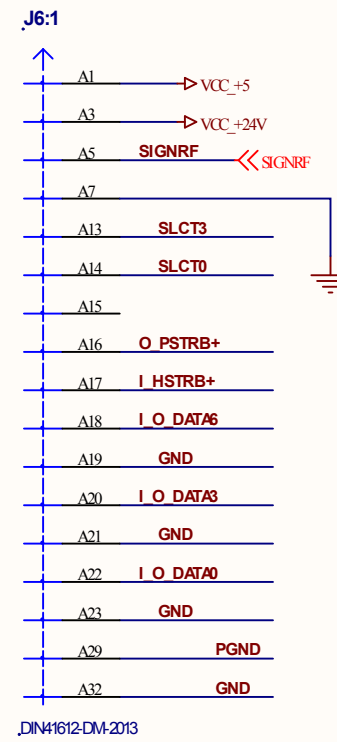 J6:1
A1 VCC_+5
A3 VCC_+24V
A5 SIGNRF SIGNRF
A7
A13 SLCT3
A14 SLCT0
A15
A16 O_PSTRB+
A17 I_HSTRB+
A18 I_O_DATA6
A19 GND
A20 I_O_DATA3
A21 GND
A22 I_O_DATA0
A23 GND
A29 PGND
A32 GND
DIN41612-DM-2013